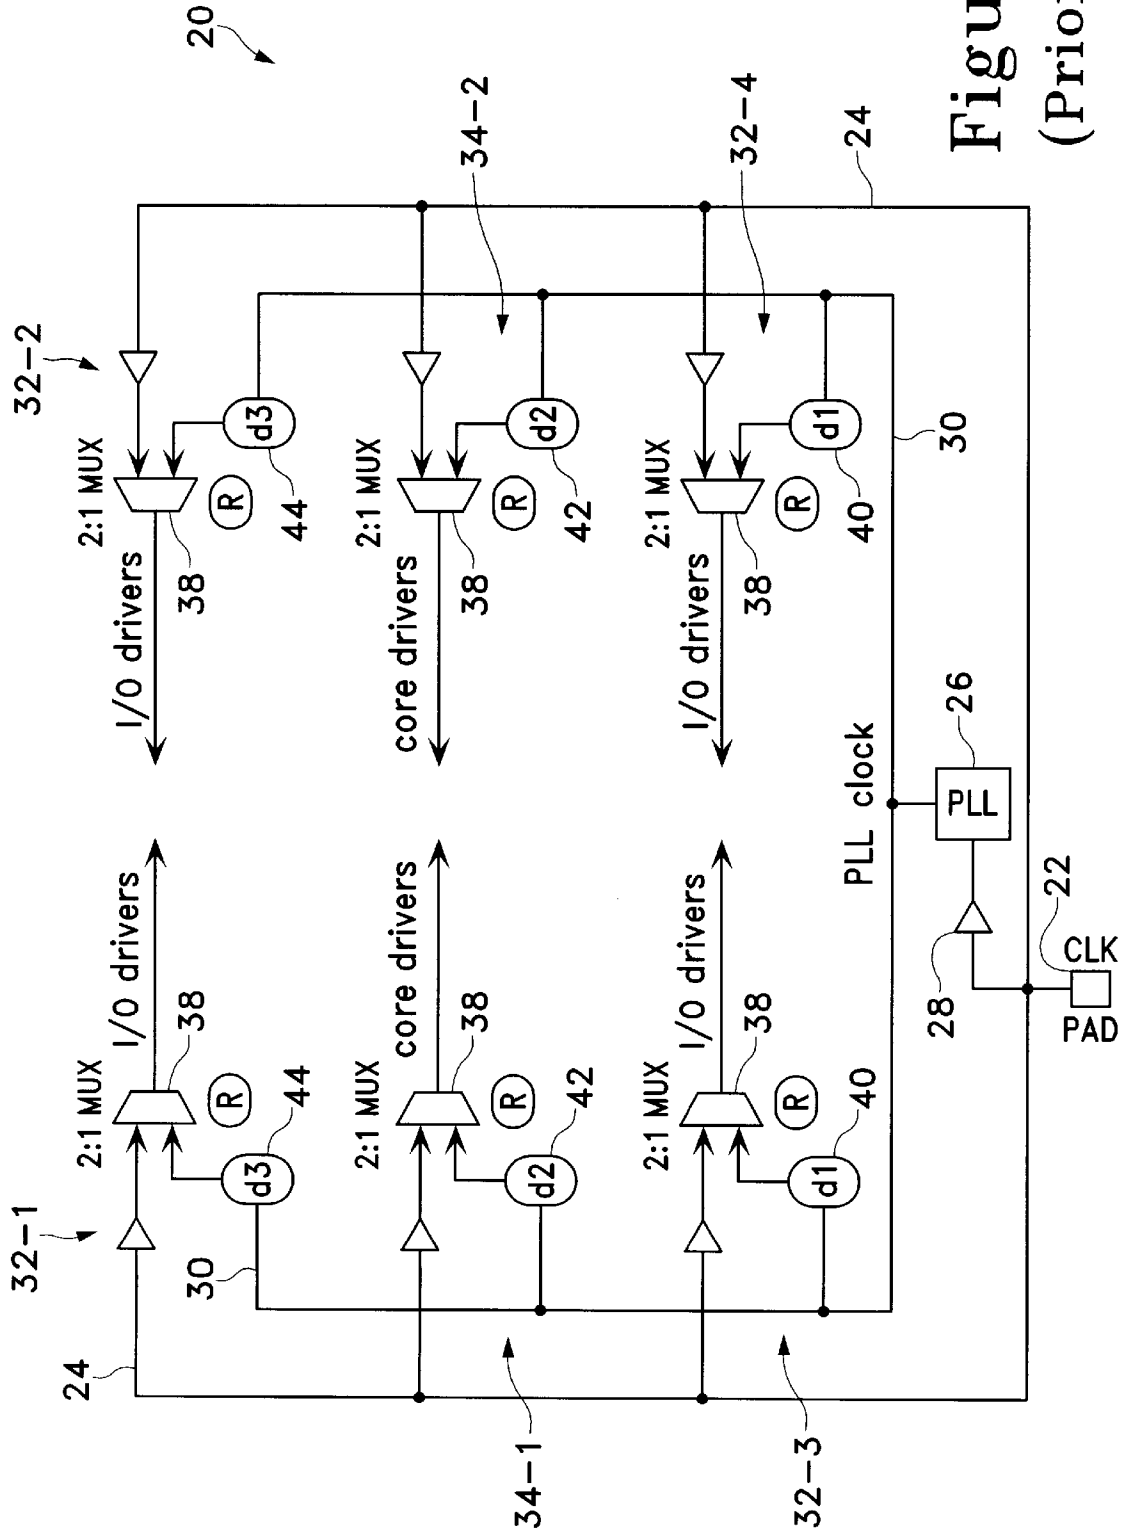 32-1
32-2
24
2:1 MUX
2:1 MUX
I/O drivers
I/O drivers
30
38
38
20
R
R
d3
d3
44
44
2:1 MUX
2:1 MUX
core drivers
core drivers
38
38
34-2
34-1
R
R
d2
d2
42
42
2:1 MUX
2:1 MUX
I/O drivers
I/O drivers
38
38
32-4
32-3
R
R
d1
d1
40
PLL clock
40
24
28
26
30
PLL
22
CLK
PAD
Figu
(Prior